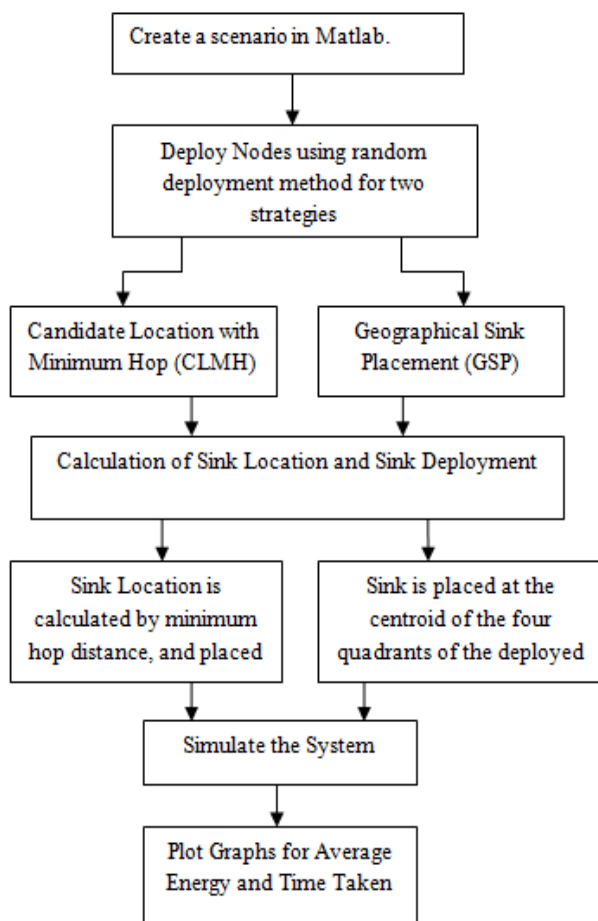 Create a scenario in Matlab.
Deploy Nodes using random
deployment method for two
strategies
Candidate Location with
Minimum Hop (CLMH)
Geographical Sink
Placement (GSP)
Calculation of Sink Location and Sink Deployment
Sink Location is
calculated by minimum
hop distance, and placed
Sink is placed at the
centroid of the four
quadrants of the deployed
Simulate the System
Plot Graphs for Average
Energy and Time Taken